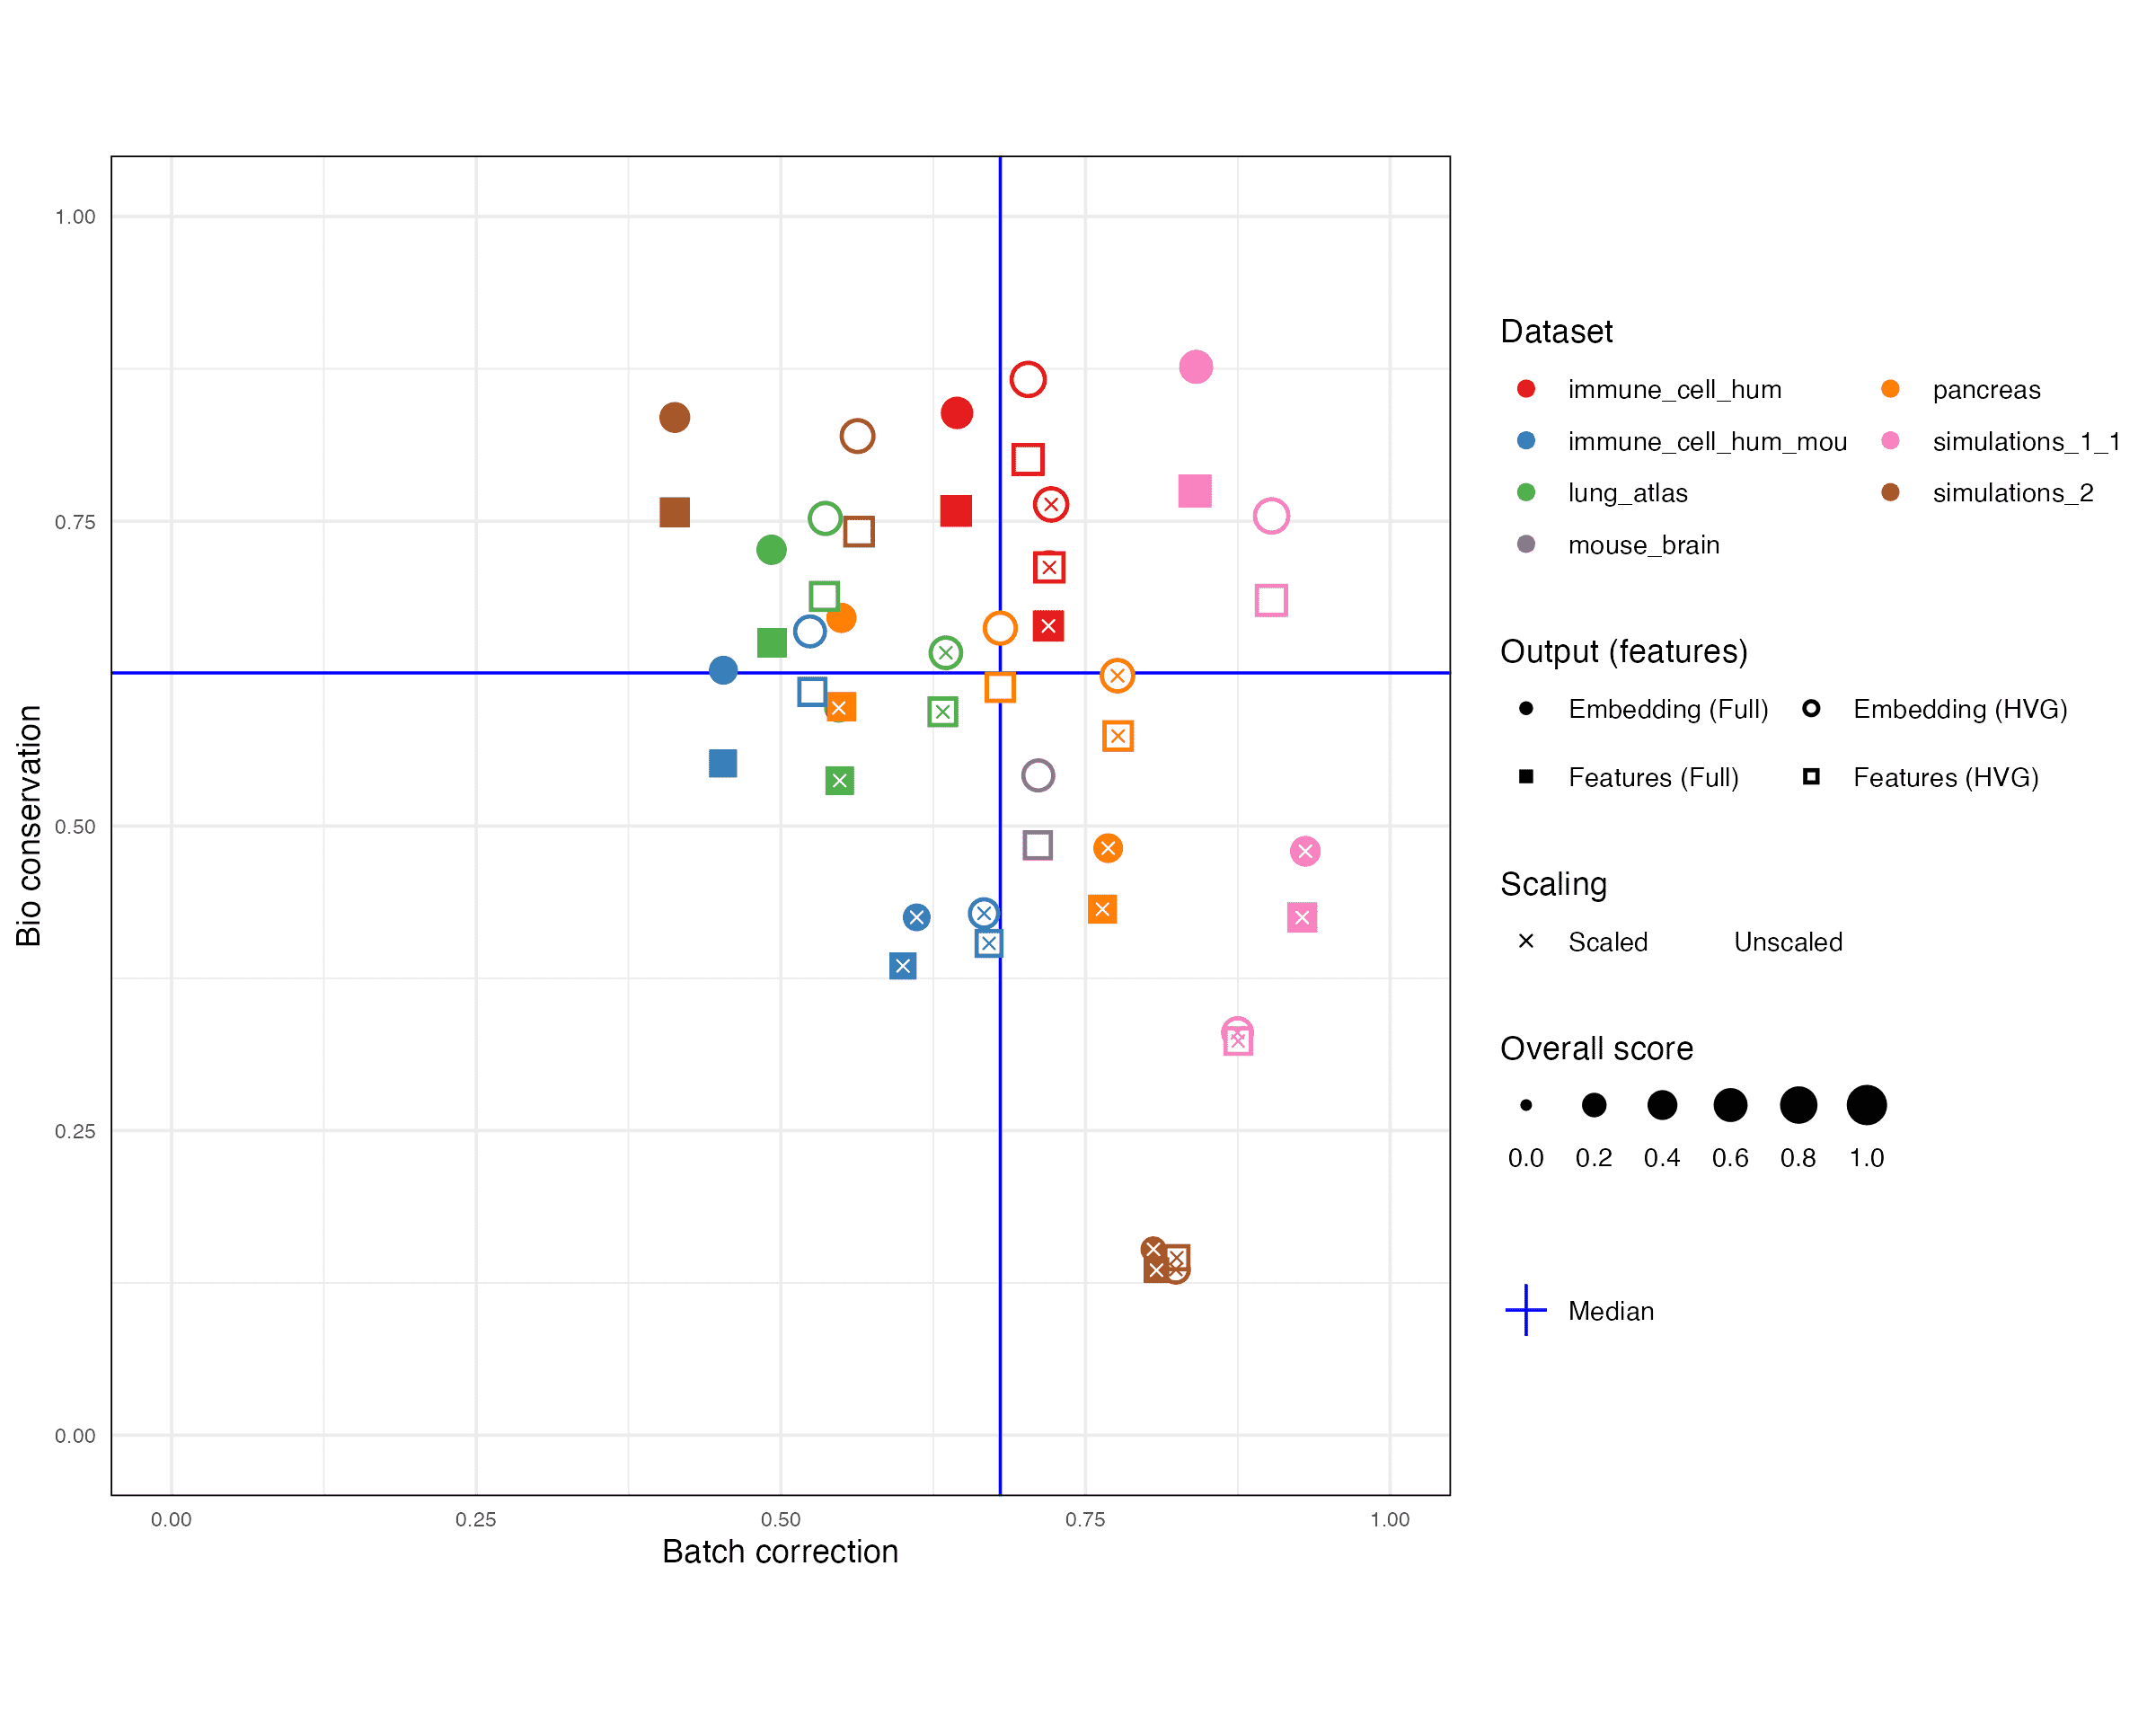 1.00
0.75
0.50
0.25
0.00
Bio conservation
0.00 0.25 0.50 0.75 1.00
Batch correction
Dataset
immune_cell_hum pancreas
immune_cell_hum_mou simulations_1_1
lung_atlas simulations_2
mouse_brain
Output (features)
Embedding (Full) Embedding (HVG)
Features (Full) Features (HVG)
Scaling
Scaled Unscaled
Overall score
0.0 0.2 0.4 0.6 0.8 1.0
Median